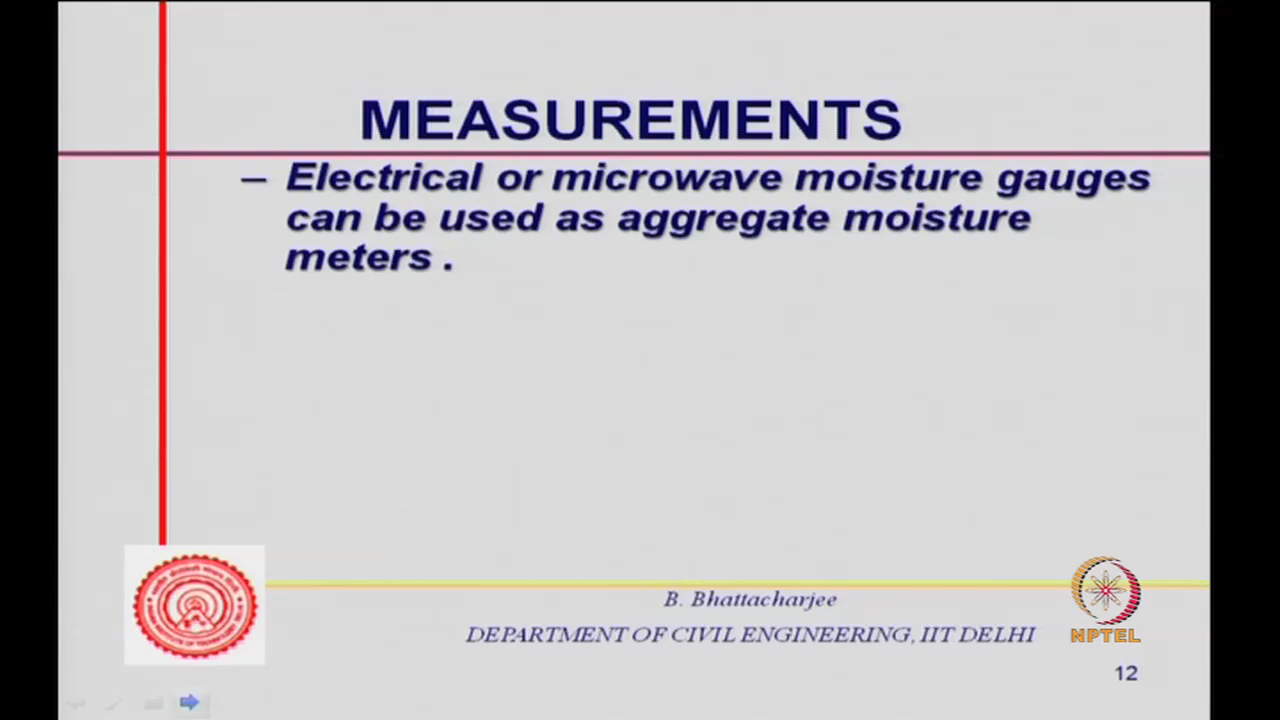 MEASUREMENTS
– Electrical or microwave moisture gauges
can be used as aggregate moisture
meters .
B. Bhattacharjee
DEPARTMENT OF CIVIL ENGINEERING, IIT DELHI
NPTEL
12